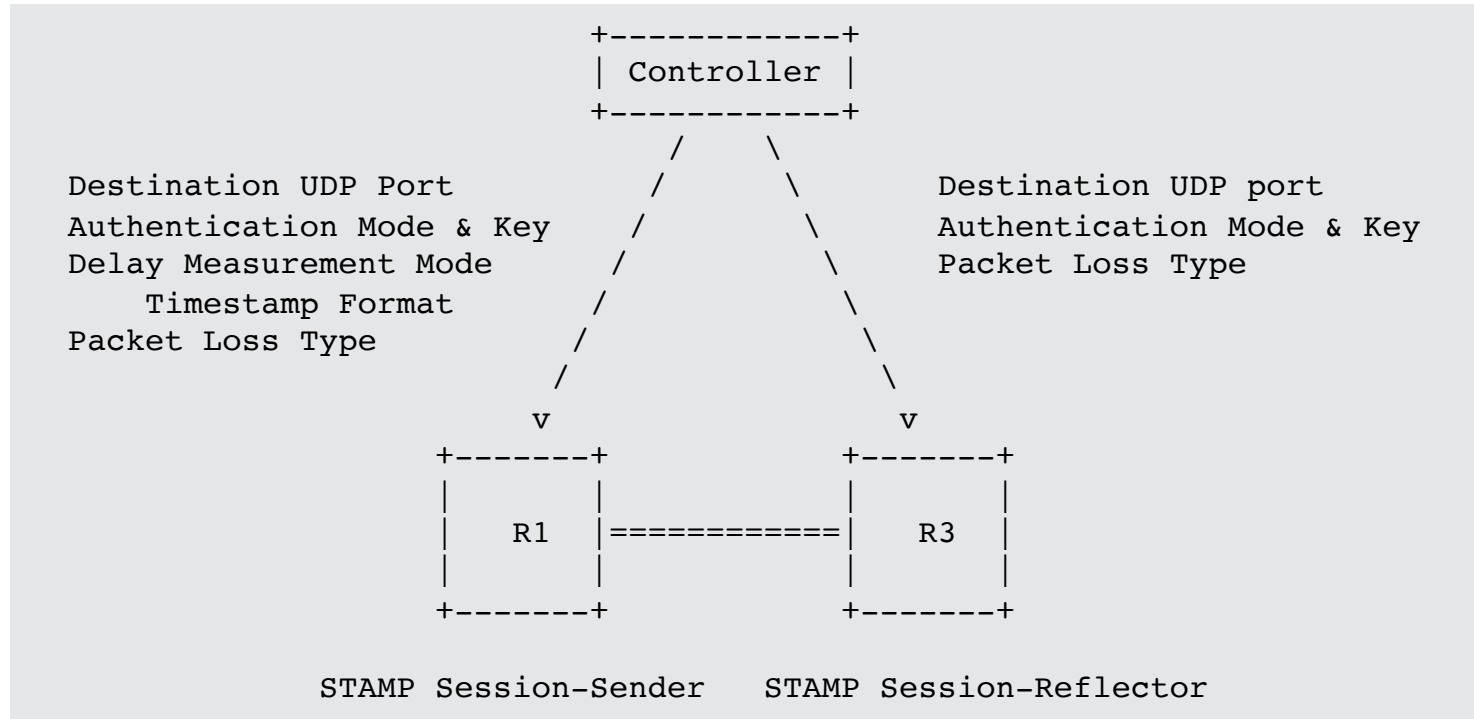 Controller
Destination UDP Port
Authentication Mode & Key
Delay Measurement Mode
Timestamp Format
Packet Loss Type
Destination UDP port
Authentication Mode & Key
Packet Loss Type
v v
R1 R3
STAMP Session-Sender STAMP Session-Reflector